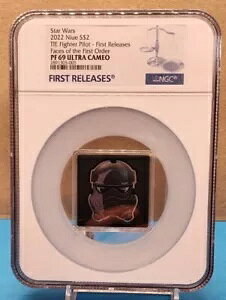 Star Wars
2022 Niue S$2
TIE Fighter Pilot - First Releases
Faces of the First Order
PF 69 ULTRA CAMEO
FIRST RELEASES
NGC